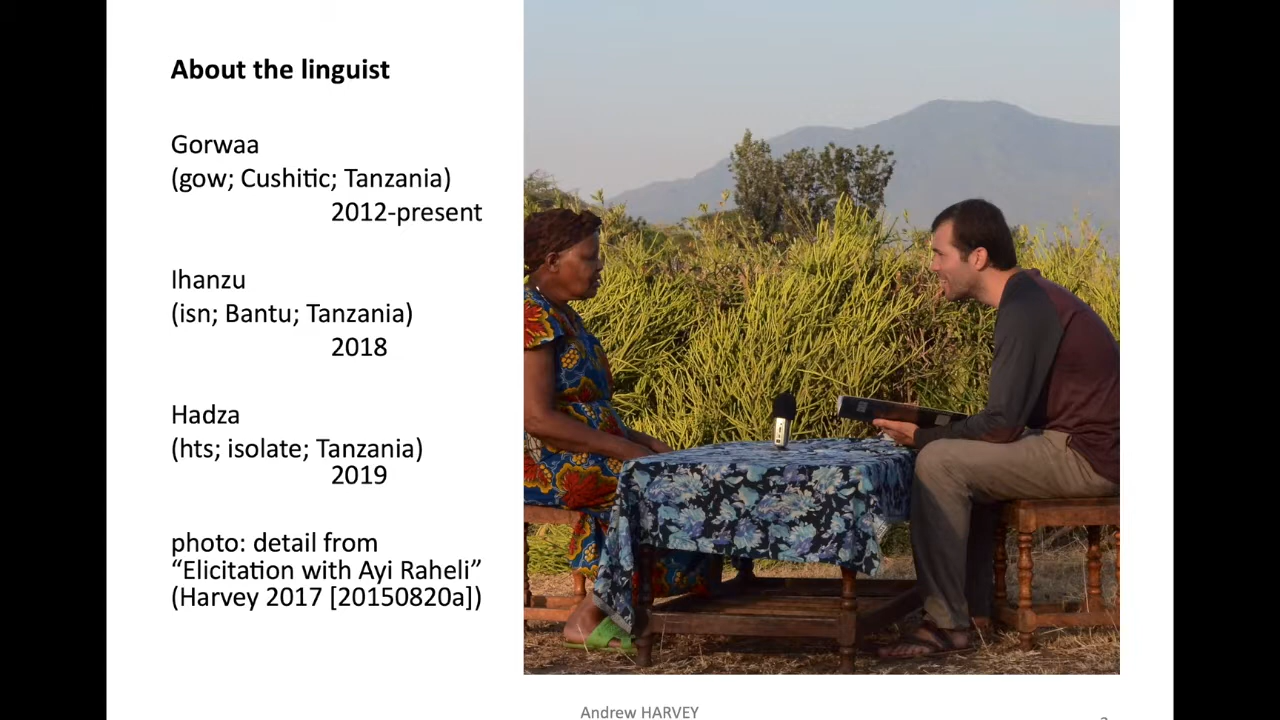 About the linguist
Gorwaa
(gow; Cushitic; Tanzania)
2012-present
Ihanzu
(isn; Bantu; Tanzania)
2018
Hadza
(hts; isolate; Tanzania)
2019
photo: detail from
“Elicitation with Ayi Raheli”
(Harvey 2017 [20150820a])
Andrew HARVEY